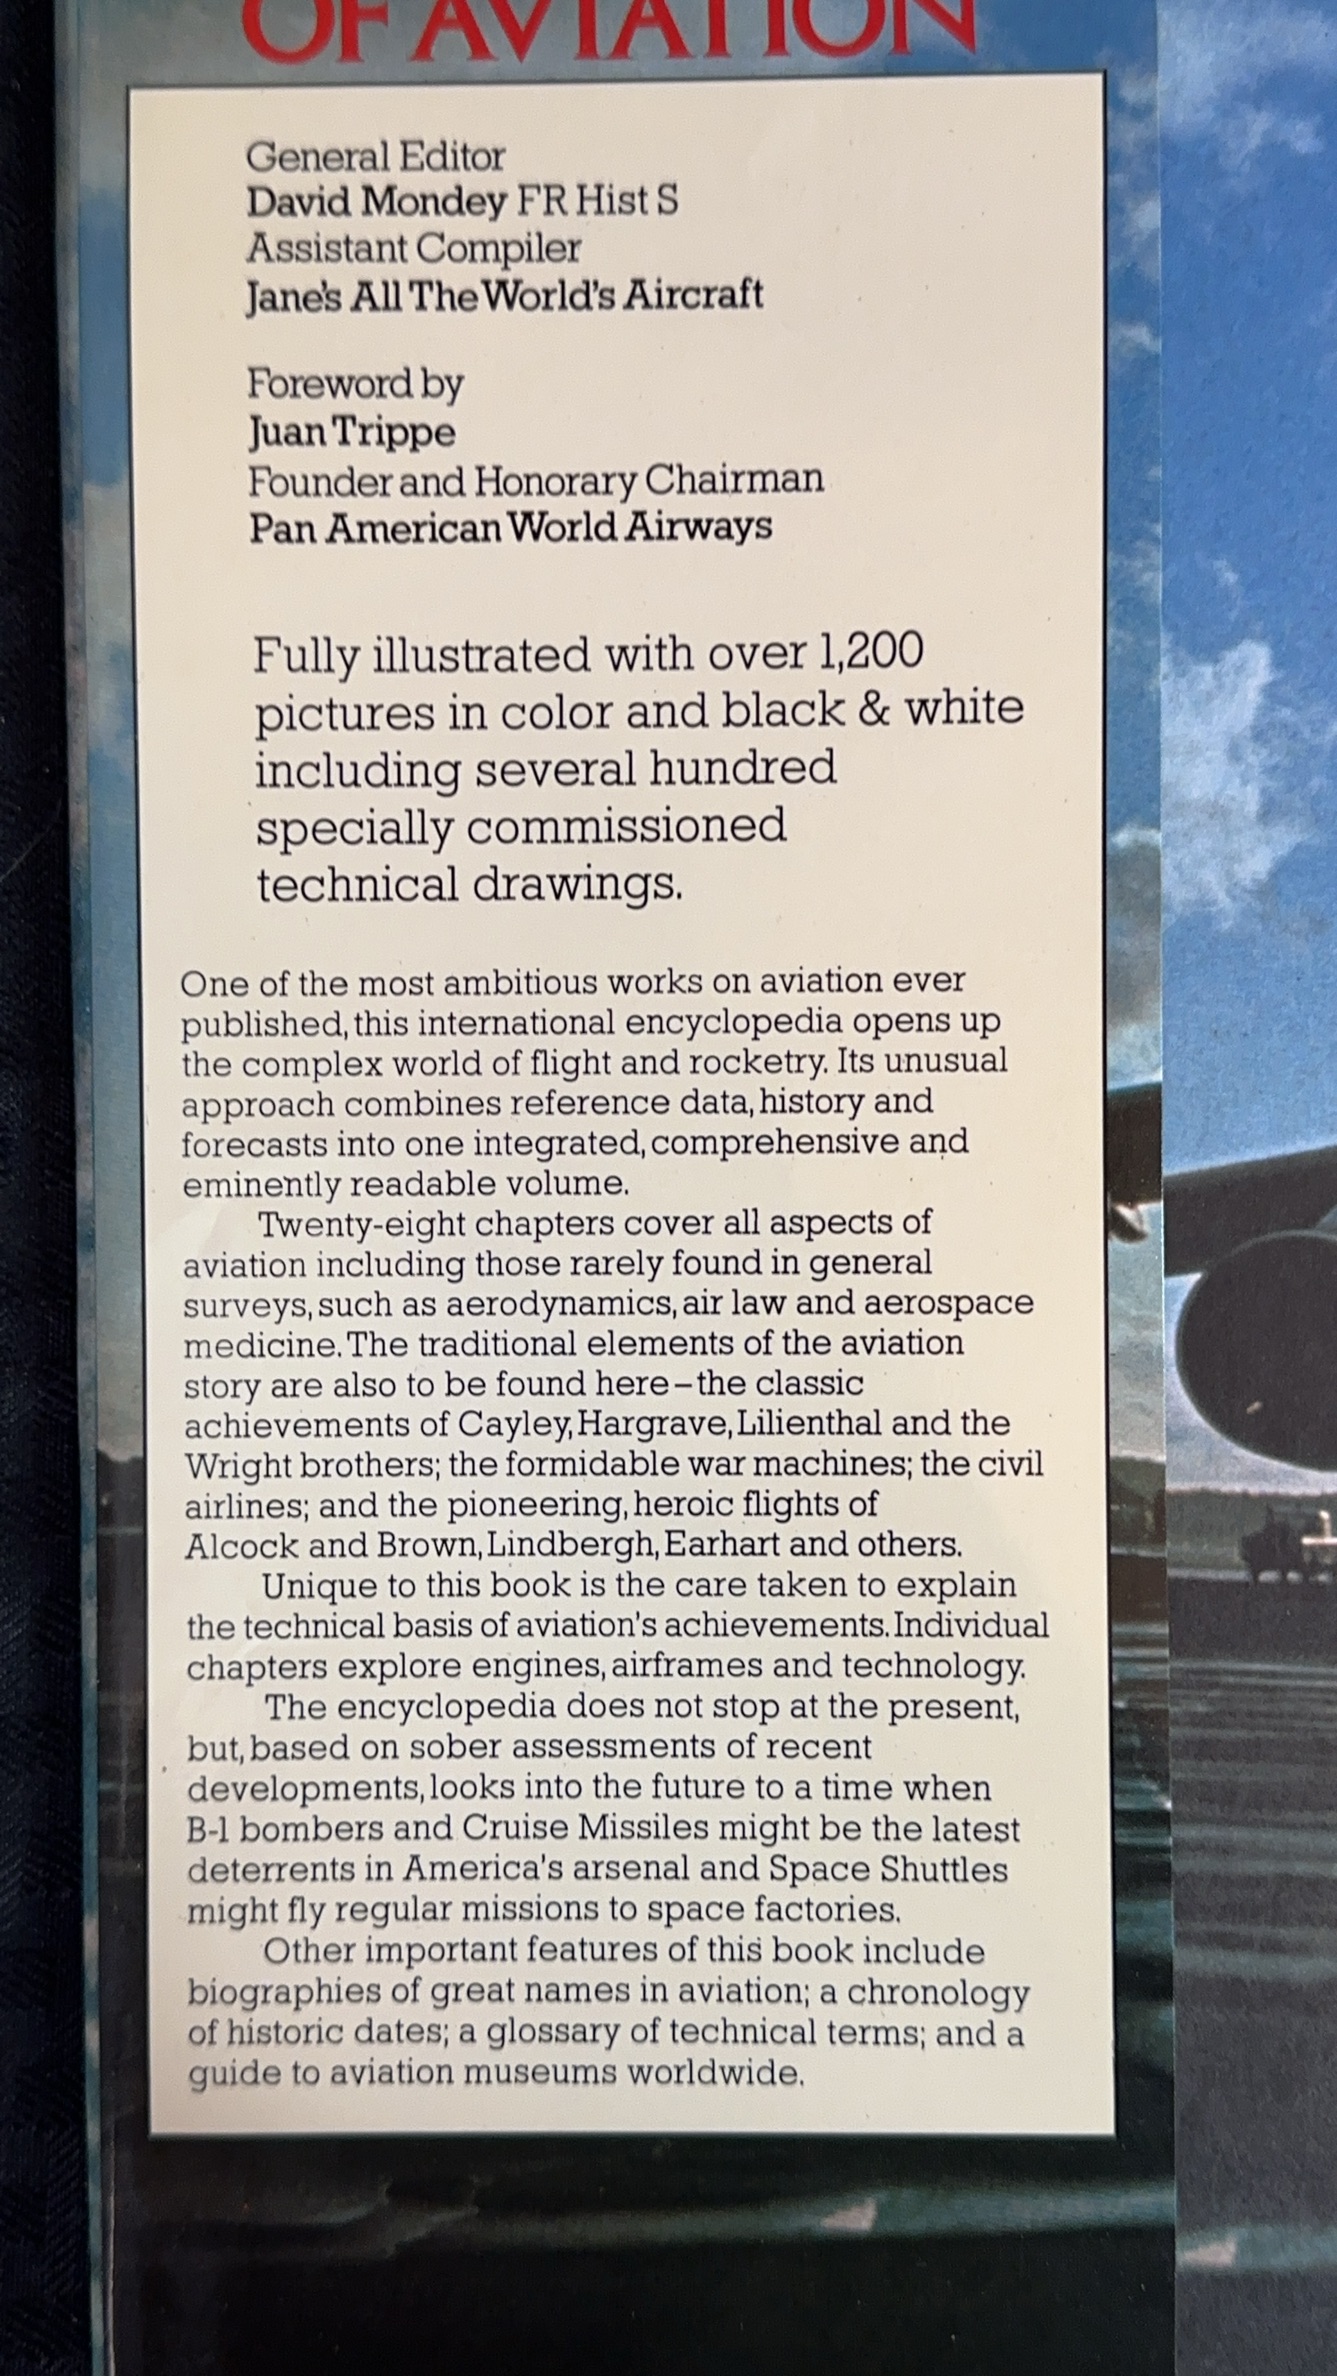 OF AVIATION
General Editor
David Mondey FR Hist S
Assistant Compiler
Jane's All The World's Aircraft
Foreword by
Juan Trippe
Founder and Honorary Chairman
Pan American World Airways
Fully illustrated with over 1,200
pictures in color and black & white
including several hundred
specially commissioned
technical drawings.
One of the most ambitious works on aviation ever
published, this international encyclopedia opens up
the complex world of flight and rocketry. Its unusual
approach combines reference data, history and
forecasts into one integrated, comprehensive and
eminently readable volume.
Twenty-eight chapters cover all aspects of
aviation including those rarely found in general
surveys, such as aerodynamics, air law and aerospace
medicine. The traditional elements of the aviation
story are also to be found here–the classic
achievements of Cayley, Hargrave, Lilienthal and the
Wright brothers; the formidable war machines; the civil
airlines; and the pioneering, heroic flights of
Alcock and Brown, Lindbergh, Earhart and others.
Unique to this book is the care taken to explain
the technical basis of aviation's achievements. Individual
chapters explore engines, airframes and technology.
The encyclopedia does not stop at the present,
but, based on sober assessments of recent
developments, looks into the future to a time when
B-1 bombers and Cruise Missiles might be the latest
deterrents in America's arsenal and Space Shuttles
might fly regular missions to space factories.
Other important features of this book include
biographies of great names in aviation; a chronology
of historic dates; a glossary of technical terms; and a
guide to aviation museums worldwide.